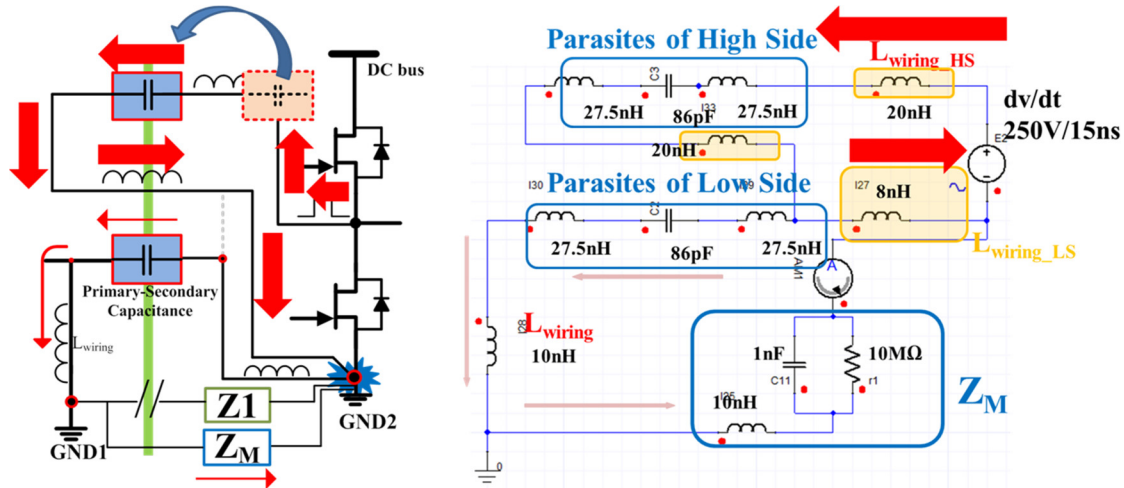 DC bus
Primary-Secondary
Capacitance
Lwiring
Z1
GND2
GND1
ZM
Parasites of High Side
Lwiring_HS
C3
27.5nH
86pF
I33
27.5nH
20nH
dv/dt
250V/15ns
E2
20nH
Parasites of Low Side
I30
I27
8nH
C2
27.5nH
86pF
27.5nH
Lwiring_LS
A
AM1
Lwiring
I28
10nH
1nF
10MΩ
C11
r1
10nH
ZM
0